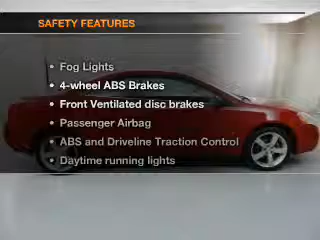 SAFETY FEATURES
• Fog Lights
• 4-wheel ABS Brakes
• Front Ventilated disc brakes
• Passenger Airbag
• ABS and Driveline Traction Control
• Daytime running lights